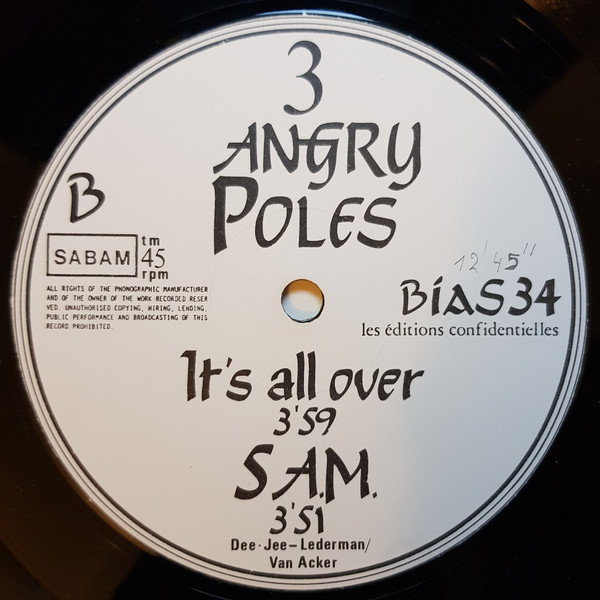 3
ANGRY
POLES
B
SABAM
tm
45
rpm
ALL RIGHTS OF THE PHONOGRAPHIC MANUFACTURER
AND OF THE OWNER OF THE WORK RECORDED RESER
VED. UNAUTHORISED COPYING, HIRING, LENDING,
PUBLIC PERFORMANCE AND BROADCASTING OF THIS
RECORD PROHIBITED.
12' 45"
BiAS 34
les éditions confidentielles
It's all over
3'59
S.A.M.
3'51
Dee-Jee-Lederman/
Van Acker